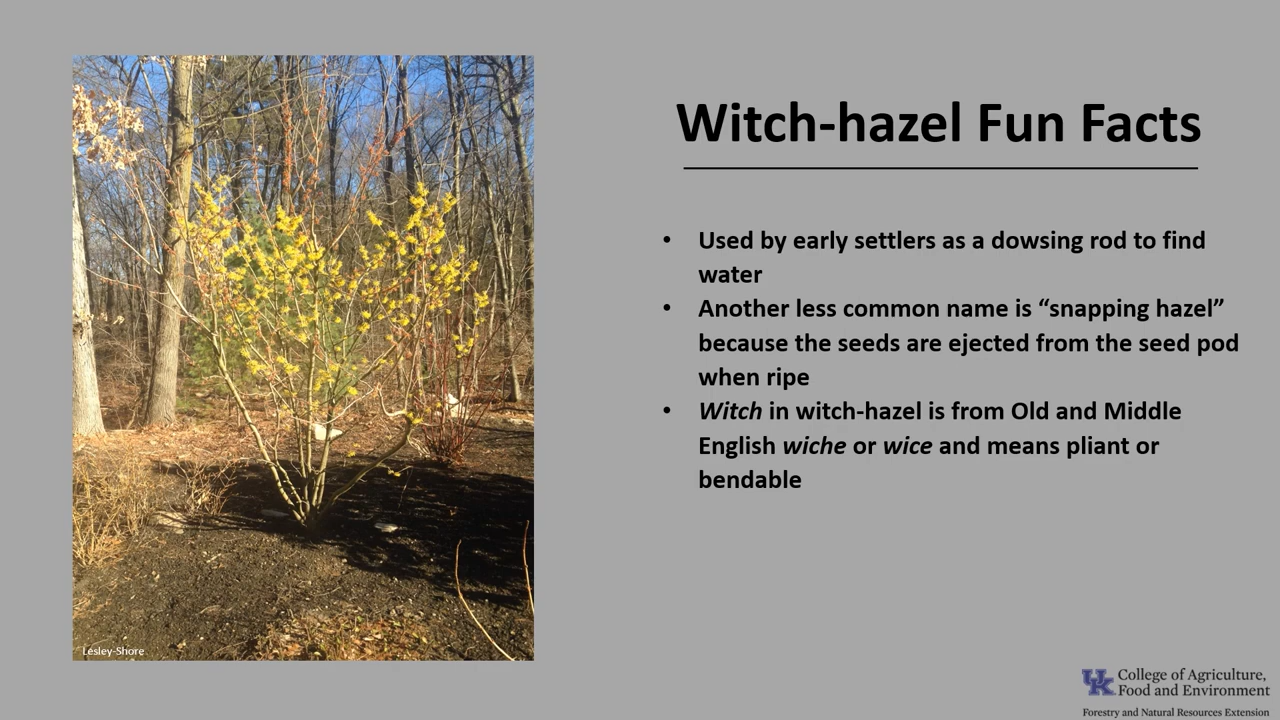 Witch-hazel Fun Facts
• Used by early settlers as a dowsing rod to find
water
• Another less common name is “snapping hazel”
because the seeds are ejected from the seed pod
when ripe
• Witch in witch-hazel is from Old and Middle
English wiche or wice and means pliant or
bendable
Lesley-Shore
UK College of Agriculture,
Food and Environment
Forestry and Natural Resources Extension